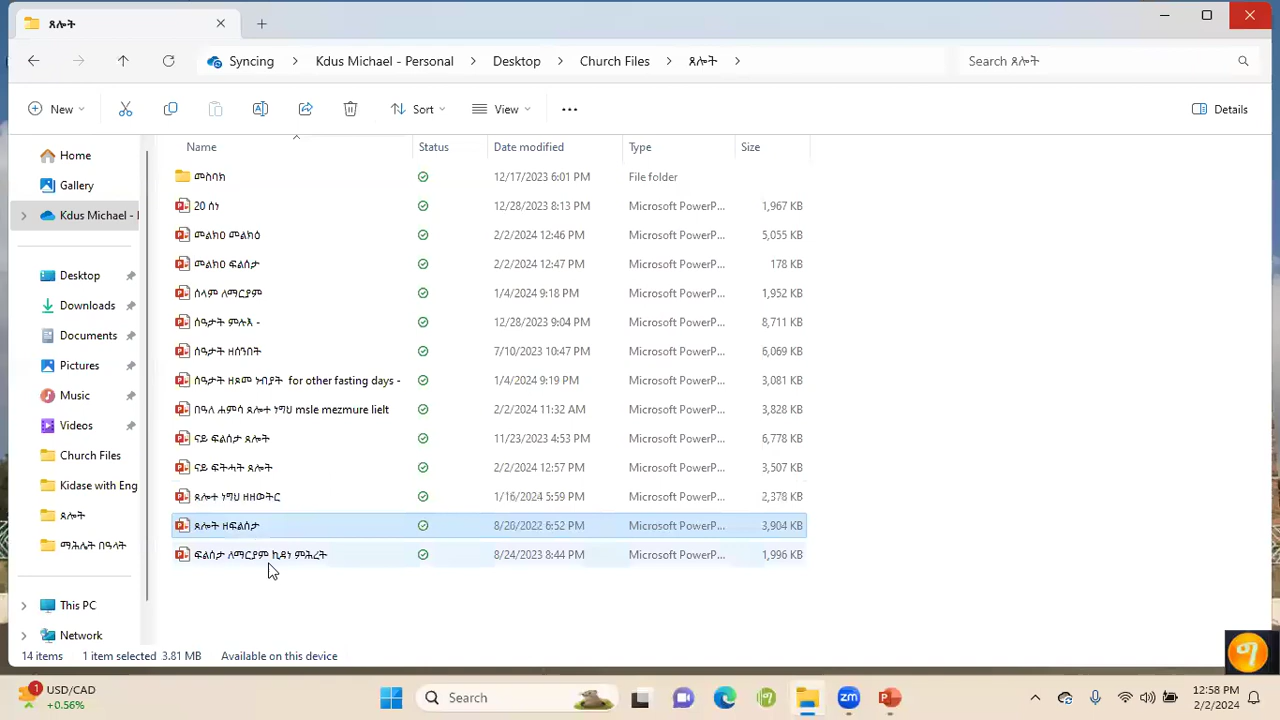 ጸሎት
Syncing > Kdus Michael - Personal > Desktop > Church Files > ጸሎት >
Search ጸሎት
New
Sort
View
Details
Name Status Date modified Type Size
Home
Gallery
Kdus Michael -
Desktop
Downloads
Documents
Pictures
Music
Videos
Church Files
Kidase with Eng
ጸሎት
ማሕሌት በዓላት
This PC
Network
መስባክ 12/17/2023 6:01 PM File folder
20 ሰነ 12/28/2023 8:13 PM Microsoft PowerP... 1,967 KB
መልክዐ መልክዕ 2/2/2024 12:46 PM Microsoft PowerP... 5,055 KB
መልክዐ ፍልሰታ 2/2/2024 12:47 PM Microsoft PowerP... 178 KB
ሰላም ለማርያም 1/4/2024 9:18 PM Microsoft PowerP... 1,952 KB
ሰዓታት ምሉእ - 12/28/2023 9:04 PM Microsoft PowerP... 8,711 KB
ሰዓታት ዘሰንበት 7/10/2023 10:47 PM Microsoft PowerP... 6,069 KB
ሰዓታት ዘጾመ ነብያት for other fasting days - 1/4/2024 9:19 PM Microsoft PowerP... 3,081 KB
በዓለ ሐምሳ ጸሎተ ነግህ msle mezmure lielt 2/2/2024 11:32 AM Microsoft PowerP... 3,828 KB
ናይ ፍልሰታ ጸሎት 11/23/2023 4:53 PM Microsoft PowerP... 6,778 KB
ናይ ፍትሓት ጸሎት 2/2/2024 12:57 PM Microsoft PowerP... 3,507 KB
ጸሎተ ነግህ ዘዘወትር 1/16/2024 5:59 PM Microsoft PowerP... 2,378 KB
ጸሎት ዘፍልሰታ 8/26/2022 6:52 PM Microsoft PowerP... 3,904 KB
ፍልሰታ ለማርያም ኪዳነ ምሕረት 8/24/2023 8:44 PM Microsoft PowerP... 1,996 KB
14 items 1 item selected 3.81 MB Available on this device
ግ
1 USD/CAD
+0.56%
Search
zm
12:58 PM
2/2/2024